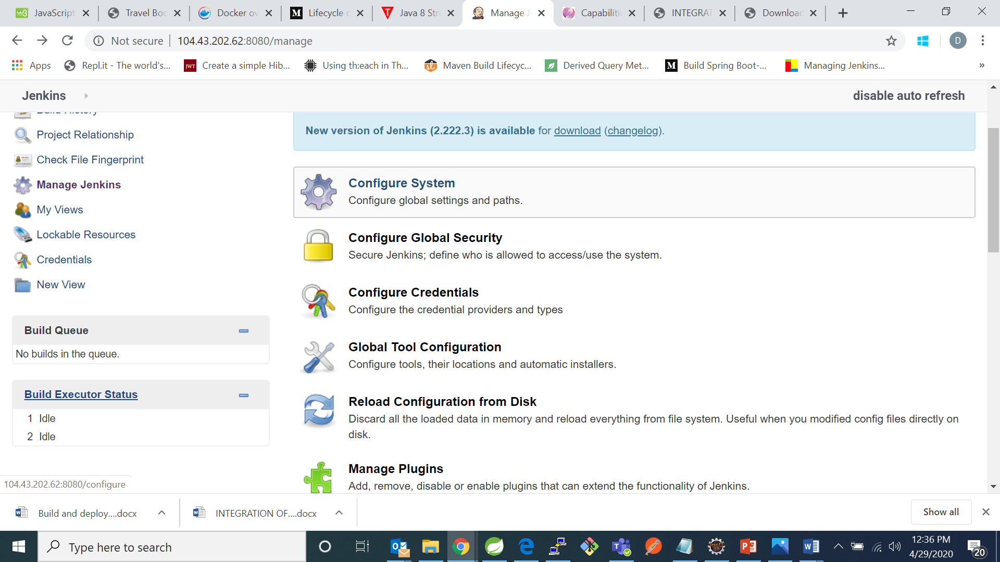 JavaScript
Travel Boo
Docker ov
Lifecycle c
Java 8 Stre
Manage J
Capabilitie
INTEGRAT
Download
Not secure
104.43.202.62:8080/manage
D
Apps
Repl.it - The world's...
JWT
Create a simple Hib...
Using th:each in Th...
Maven Build Lifecyc...
Derived Query Met...
M
Build Spring Boot-...
Managing Jenkins...
»
Jenkins
disable auto refresh
Build History
Project Relationship
Check File Fingerprint
Manage Jenkins
My Views
Lockable Resources
Credentials
New View
Build Queue
No builds in the queue.
Build Executor Status
1 Idle
2 Idle
New version of Jenkins (2.222.3) is available for download (changelog).
Configure System
Configure global settings and paths.
Configure Global Security
Secure Jenkins; define who is allowed to access/use the system.
Configure Credentials
Configure the credential providers and types
Global Tool Configuration
Configure tools, their locations and automatic installers.
Reload Configuration from Disk
Discard all the loaded data in memory and reload everything from file system. Useful when you modified config files directly on
disk.
Manage Plugins
Add, remove, disable or enable plugins that can extend the functionality of Jenkins.
104.43.202.62:8080/configure
Build and deploy....docx
INTEGRATION OF....docx
Show all
Type here to search
12:36 PM
4/29/2020
20